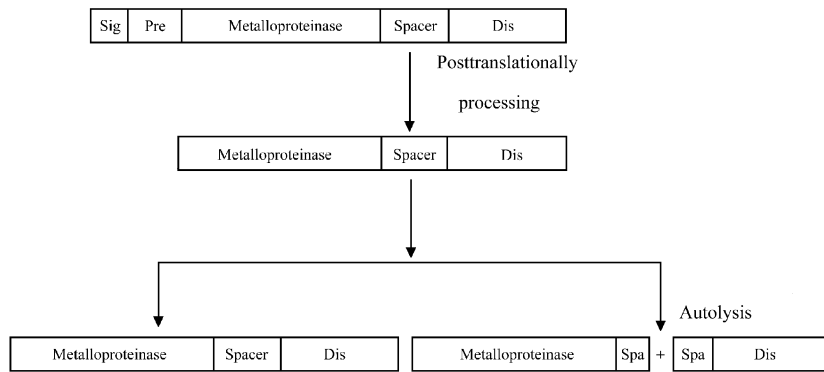 Sig Pre Metalloproteinase Spacer Dis
Posttranslationally
processing
Metalloproteinase Spacer Dis
Autolysis
Metalloproteinase Spacer Dis Metalloproteinase Spa + Spa Dis